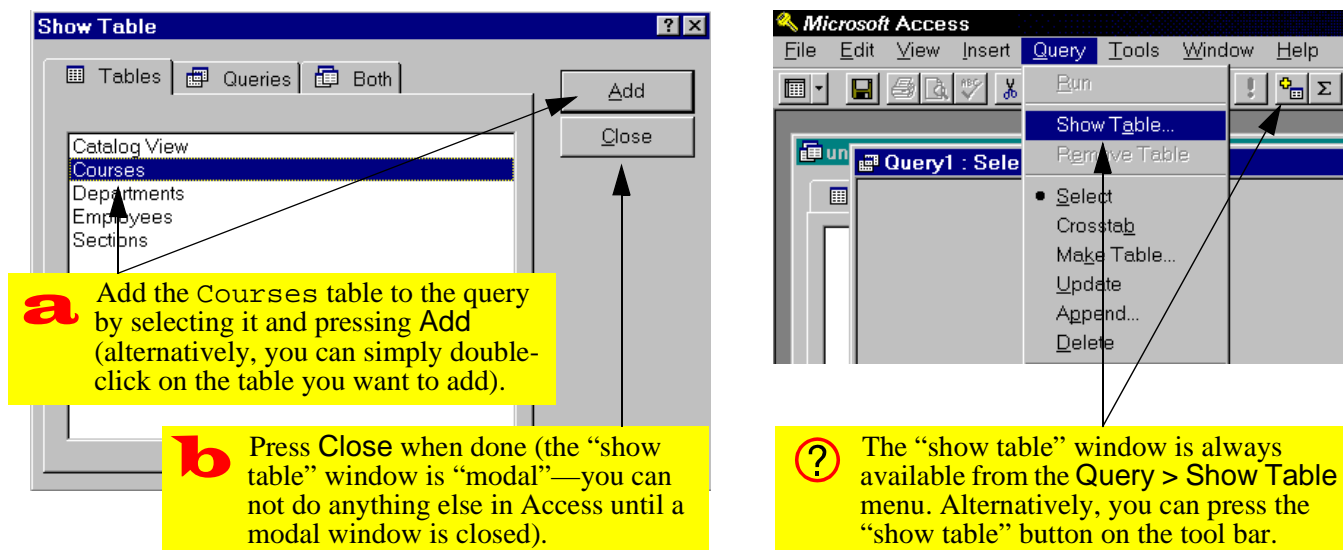 Show Table
Tables Queries Both
Add
Close
Catalog View
Courses
Departments
Employees
Sections
a
Add the Courses table to the query
by selecting it and pressing Add
(alternatively, you can simply double-
click on the table you want to add).
b
Press Close when done (the “show
table” window is “modal”—you can
not do anything else in Access until a
modal window is closed).
Microsoft Access
File Edit View Insert Query Tools Window Help
ABC
Σ
Run
Show Table...
Remove Table
un
Query1 : Sele
Select
Crosstab
Make Table...
Update
Append...
Delete
?
The “show table” window is always
available from the Query > Show Table
menu. Alternatively, you can press the
“show table” button on the tool bar.